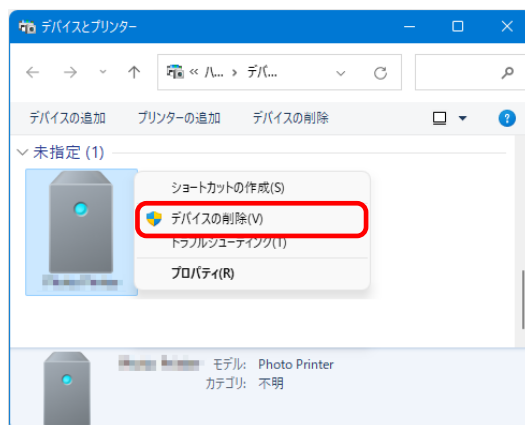 デバイスとプリンター
« ハ... › デバ...
デバイスの追加 プリンターの追加 デバイスの削除
未指定 (1)
ショートカットの作成(S)
デバイスの削除(V)
トラブルシューティング(T)
プロパティ(R)
モデル: Photo Printer
カテゴリ: 不明